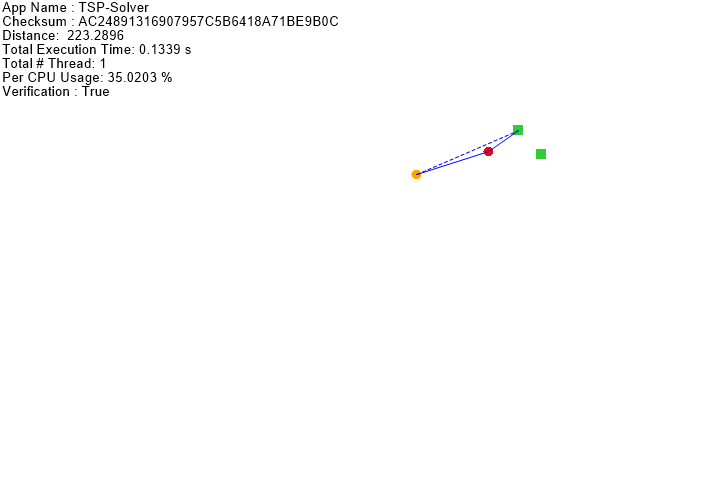 App Name : TSP-Solver
Checksum : AC24891316907957C5B6418A71BE9B0C
Distance:  223.2896
Total Execution Time: 0.1339 s
Total # Thread: 1
Per CPU Usage: 35.0203 %
Verification : True